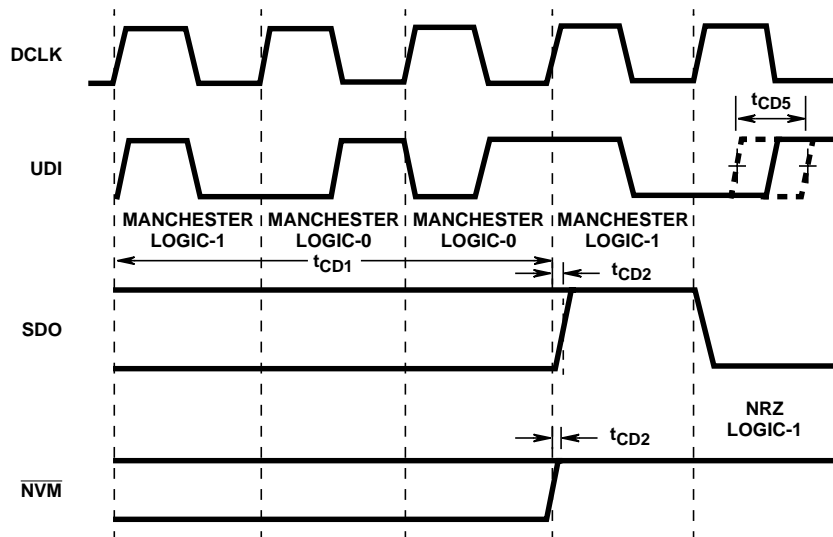 DCLK
tCD5
UDI
MANCHESTER LOGIC-1
MANCHESTER LOGIC-0
MANCHESTER LOGIC-0
MANCHESTER LOGIC-1
tCD1
tCD2
SDO
NRZ
LOGIC-1
tCD2
NVM